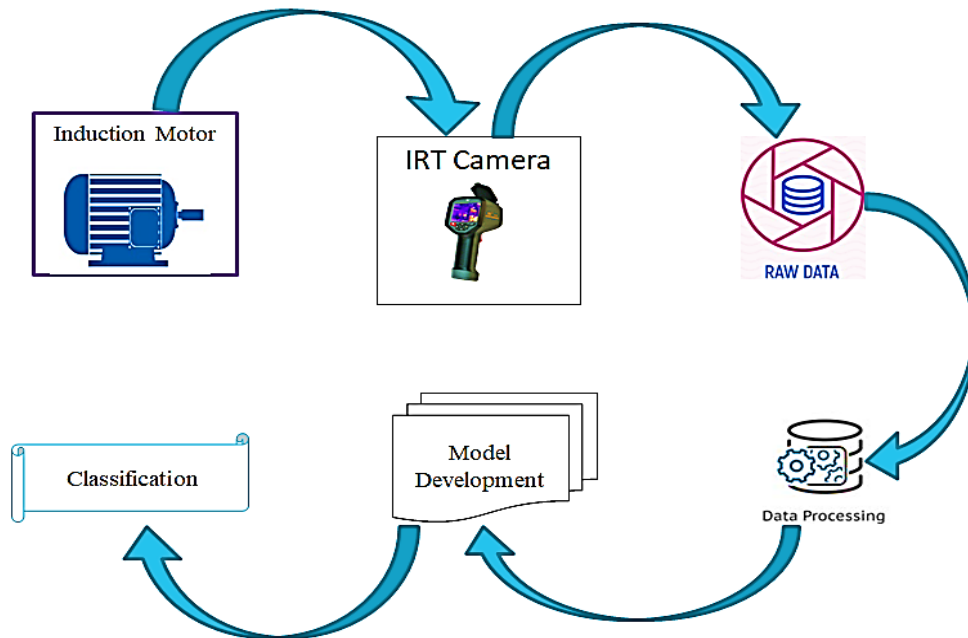 Induction Motor
IRT Camera
RAW DATA
Data Processing
Model
Development
Classification